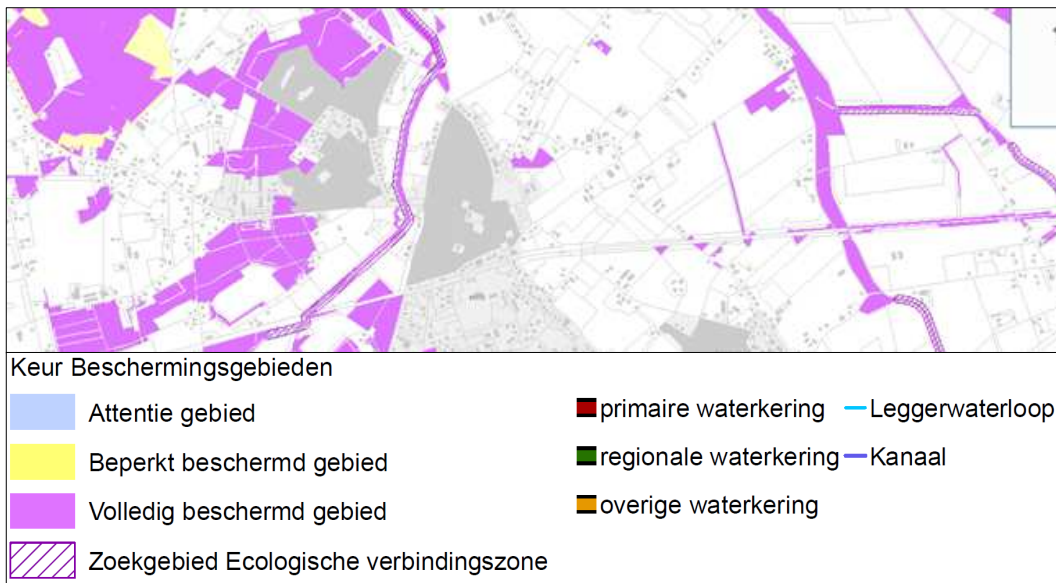 Keur Beschermingsgebieden
Attentie gebied
Beperkt beschermd gebied
Volledig beschermd gebied
Zoekgebied Ecologische verbindingszone
primaire waterkering
regionale waterkering
overige waterkering
Leggerwaterloop
Kanaal